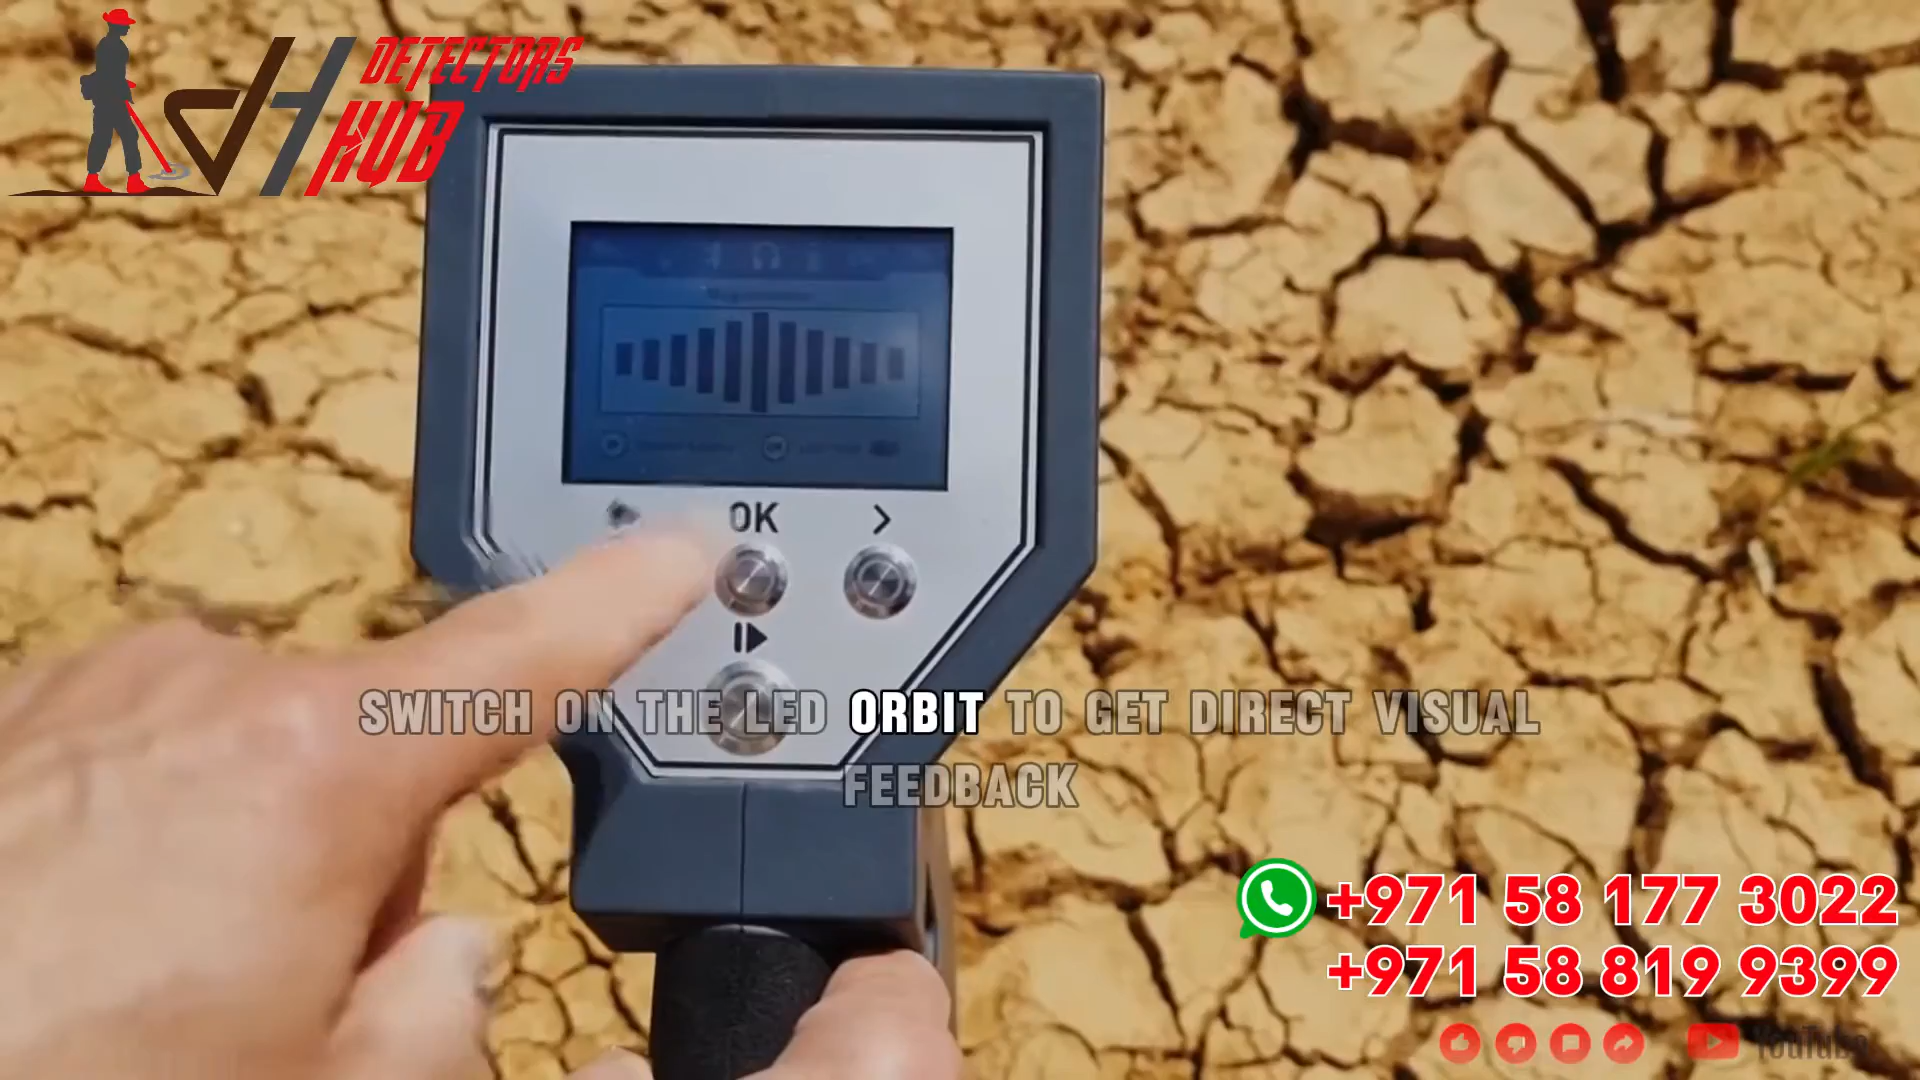 DETECTORS
HUB
OK
>
SWITCH ON THE LED ORBIT TO GET DIRECT VISUAL
FEEDBACK
+971 58 177 3022
+971 58 819 9399
YouTube